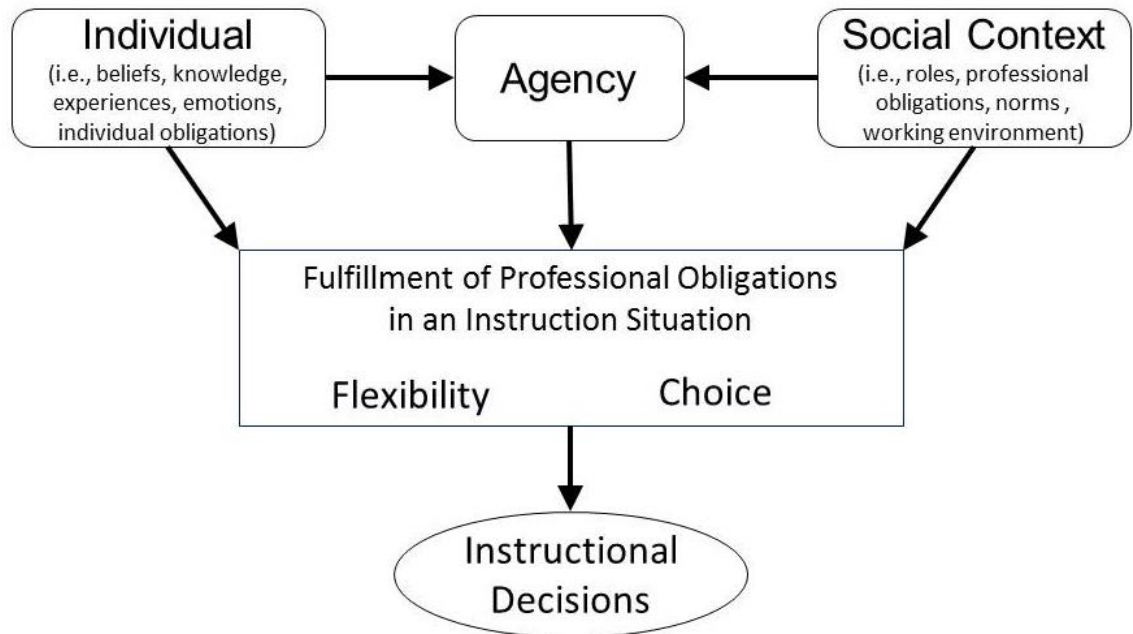 Individual
(i.e., beliefs, knowledge,
experiences, emotions,
individual obligations)
Agency
Social Context
(i.e., roles, professional
obligations, norms ,
working environment)
Fulfillment of Professional Obligations
in an Instruction Situation
Flexibility Choice
Instructional
Decisions